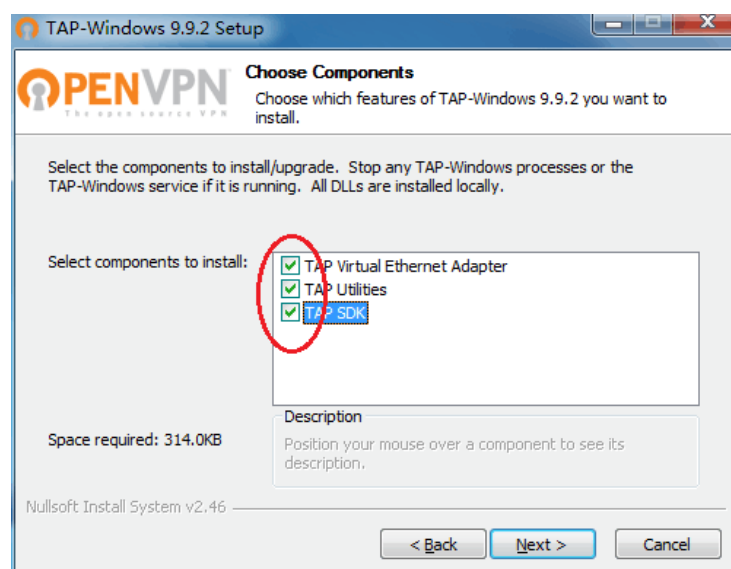 TAP-Windows 9.9.2 Setup
OPENVPN
The open source VPN
Choose Components
Choose which features of TAP-Windows 9.9.2 you want to
install.
Select the components to install/upgrade.  Stop any TAP-Windows processes or the
TAP-Windows service if it is running.  All DLLs are installed locally.
Select components to install:
TAP Virtual Ethernet Adapter
TAP Utilities
TAP SDK
Space required: 314.0KB
Description
Position your mouse over a component to see its
description.
Nullsoft Install System v2.46
< Back
Next >
Cancel